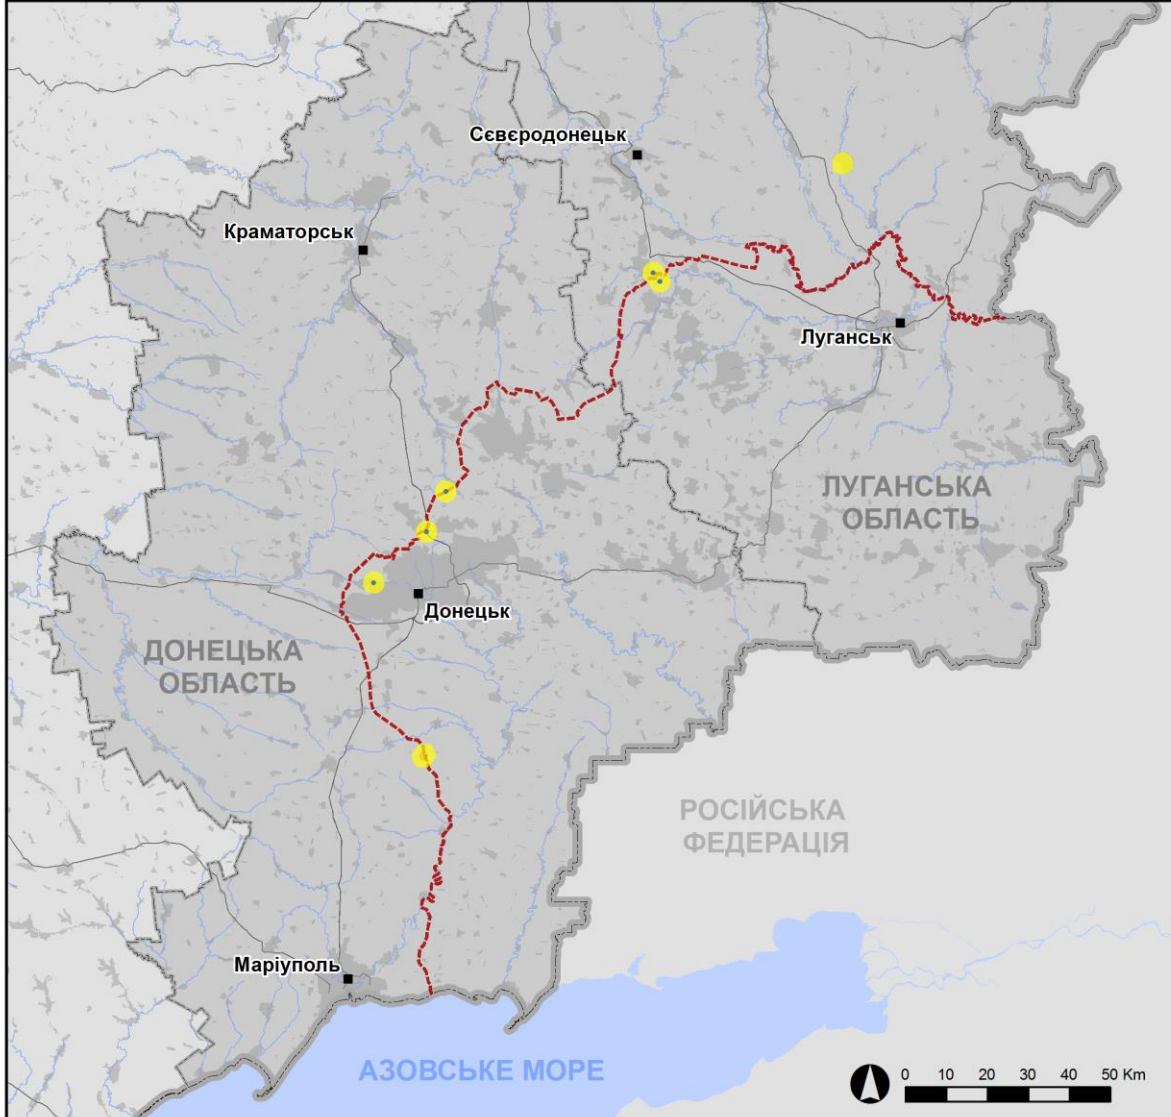 Сєвєродонецьк
Краматорськ
Луганськ
ЛУГАНСЬКА
ОБЛАСТЬ
Донецьк
ДОНЕЦЬКА
ОБЛАСТЬ
РОСІЙСЬКА
ФЕДЕРАЦІЯ
Маріуполь
АЗОВСЬКЕ МОРЕ
0 10 20 30 40 50 Km